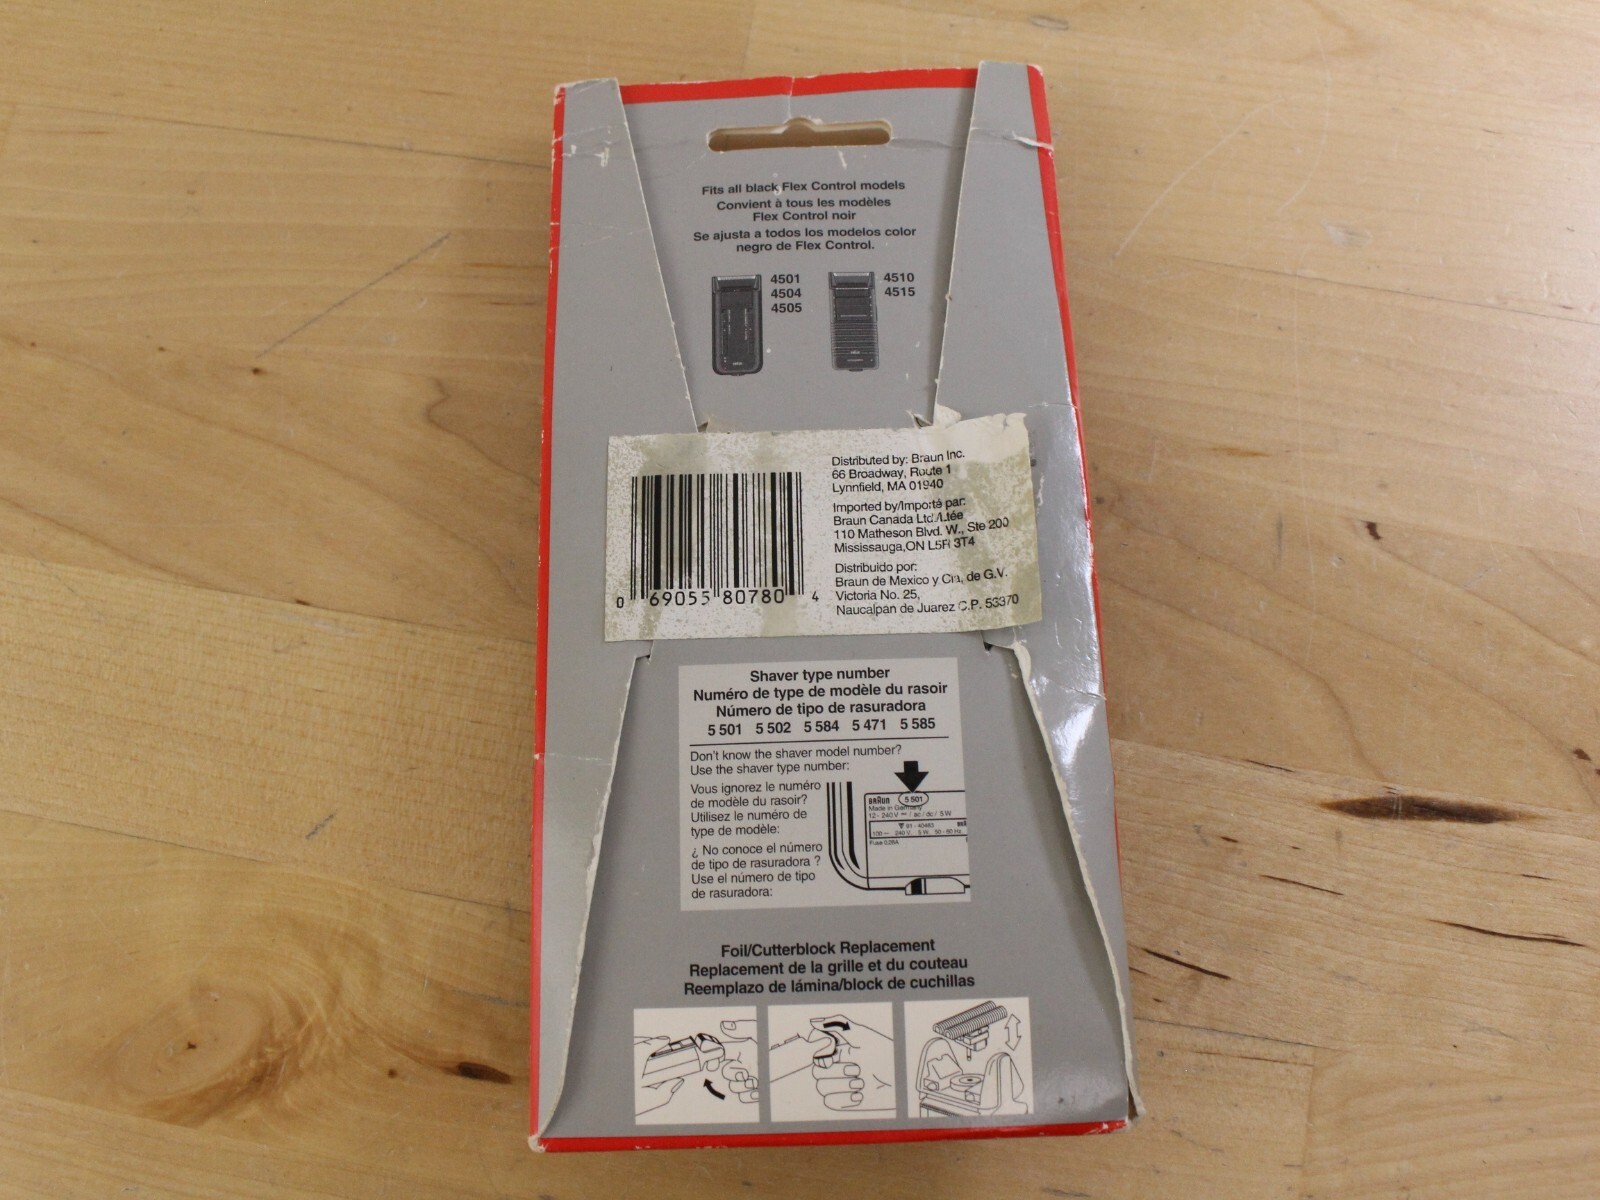 Fits all black Flex Control models
Convient à tous les modèles
Flex Control noir
Se ajusta a todos los modelos color
negro de Flex Control.
4501
4504
4505
4510
4515
0 69055 80780 4
Distributed by: Braun Inc.
66 Broadway, Route 1
Lynnfield, MA 01940
Imported by/Importé par:
Braun Canada Ltd./Ltée
110 Matheson Blvd. W., Ste 200
Mississauga,ON L5R 3T4
Distribuido por:
Braun de Mexico y Cia, de G.V.
Victoria No. 25,
Naucalpan de Juarez C.P. 53370
Shaver type number
Numéro de type de modèle du rasoir
Número de tipo de rasuradora
5 501 5 502 5 584 5 471 5 585
Don't know the shaver model number?
Use the shaver type number:
Vous ignorez le numéro
de modèle du rasoir?
Utilisez le numéro de
type de modèle:
¿ No conoce el número
de tipo de rasuradora ?
Use el número de tipo
de rasuradora:
BRAUN 5 501
Made in Germany
12 - 240 V / ac / dc / 5 W
Foil/Cutterblock Replacement
Replacement de la grille et du couteau
Reemplazo de lámina/block de cuchillas